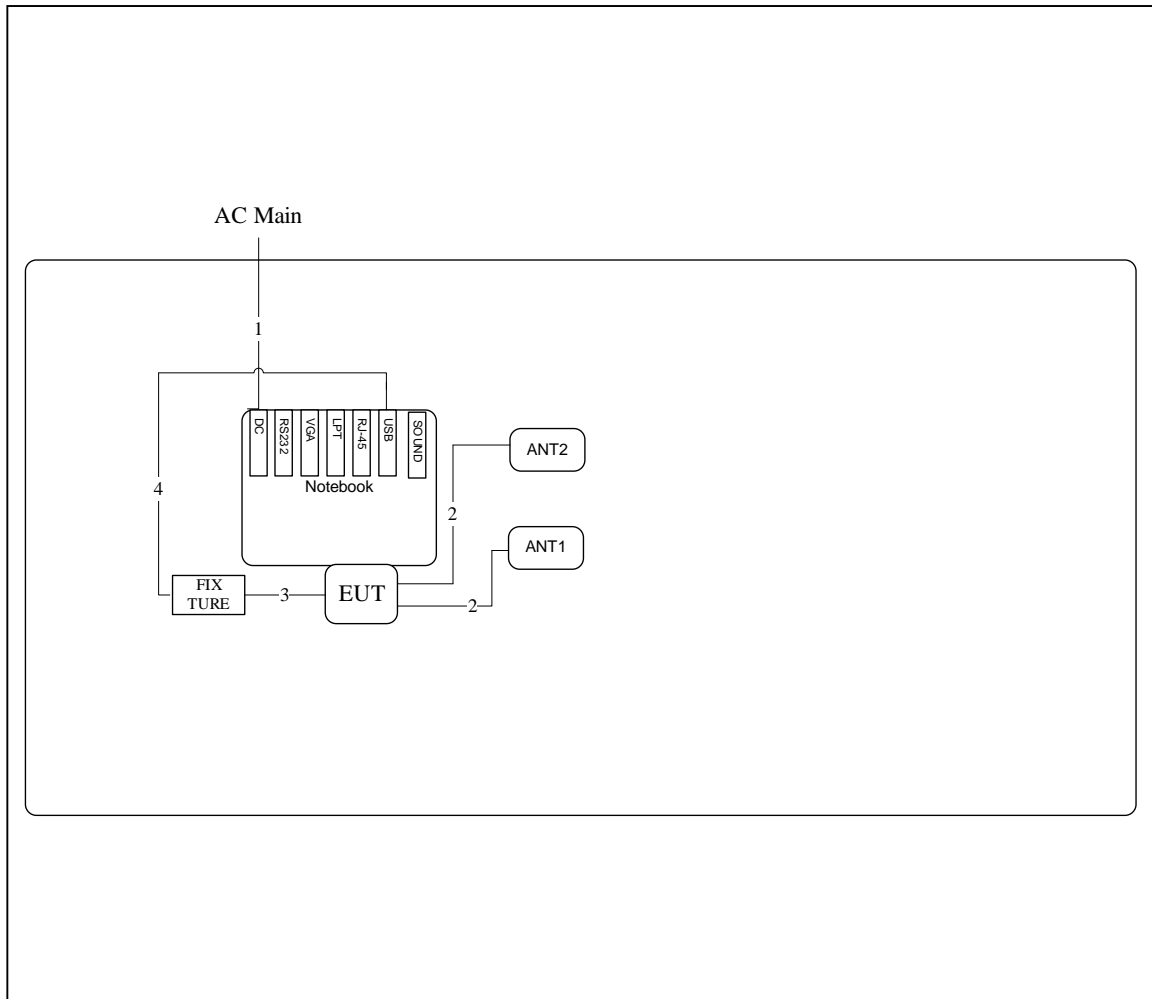 AC Main
1
DC
RS232
VGA
LPT
RJ-45
USB
SOUND
Notebook
ANT2
4
2
ANT1
FIX
TURE
3
EUT
2